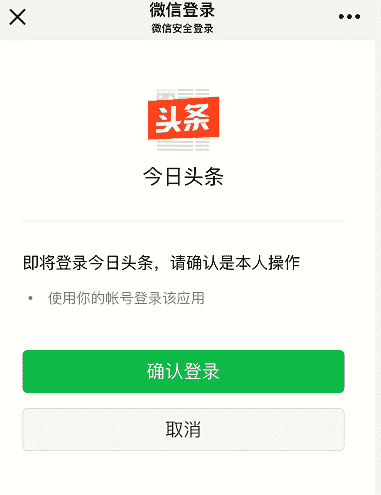 微信登录
微信安全登录
头条
今日头条
即将登录今日头条，请确认是本人操作
• 使用你的帐号登录该应用
确认登录
取消